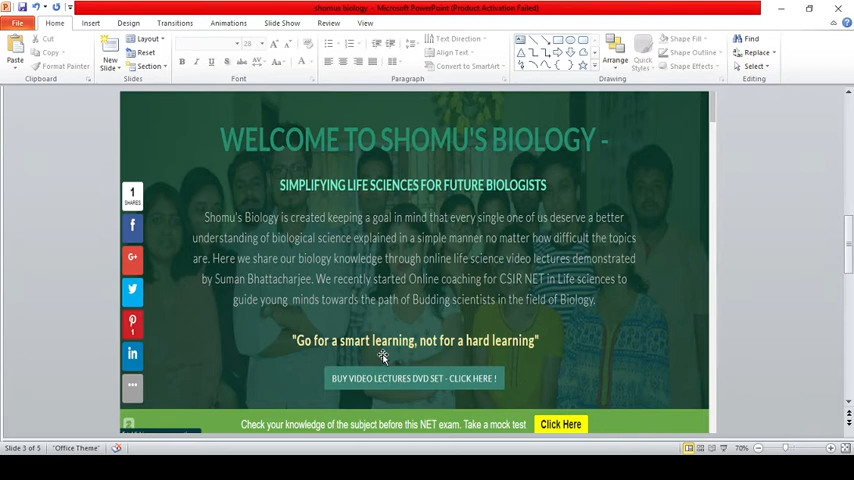 shomus biology - Microsoft PowerPoint (Product Activation Failed)
File Home Insert Design Transitions Animations Slide Show Review View
Paste Cut Copy Format Painter
Clipboard
New Slide Layout Reset Section
Slides
28
B I U S abc AV Aa A
Font
Text Direction Align Text Convert to SmartArt
Paragraph
Arrange Quick Styles Shape Fill Shape Outline Shape Effects
Drawing
Find Replace Select
Editing
WELCOME TO SHOMU'S BIOLOGY -
SIMPLIFYING LIFE SCIENCES FOR FUTURE BIOLOGISTS
Shomu's Biology is created keeping a goal in mind that every single one of us deserve a better
understanding of biological science explained in a simple manner no matter how difficult the topics
are. Here we share our biology knowledge through online life science video lectures demonstrated
by Suman Bhattacharjee. We recently started Online coaching for CSIR NET in Life sciences to
guide young minds towards the path of Budding scientists in the field of Biology.
"Go for a smart learning, not for a hard learning"
BUY VIDEO LECTURES DVD SET - CLICK HERE !
1
SHARES
f
G+
1
in
Check your knowledge of the subject before this NET exam. Take a mock test Click Here
Slide 3 of 5 "Office Theme" 70%